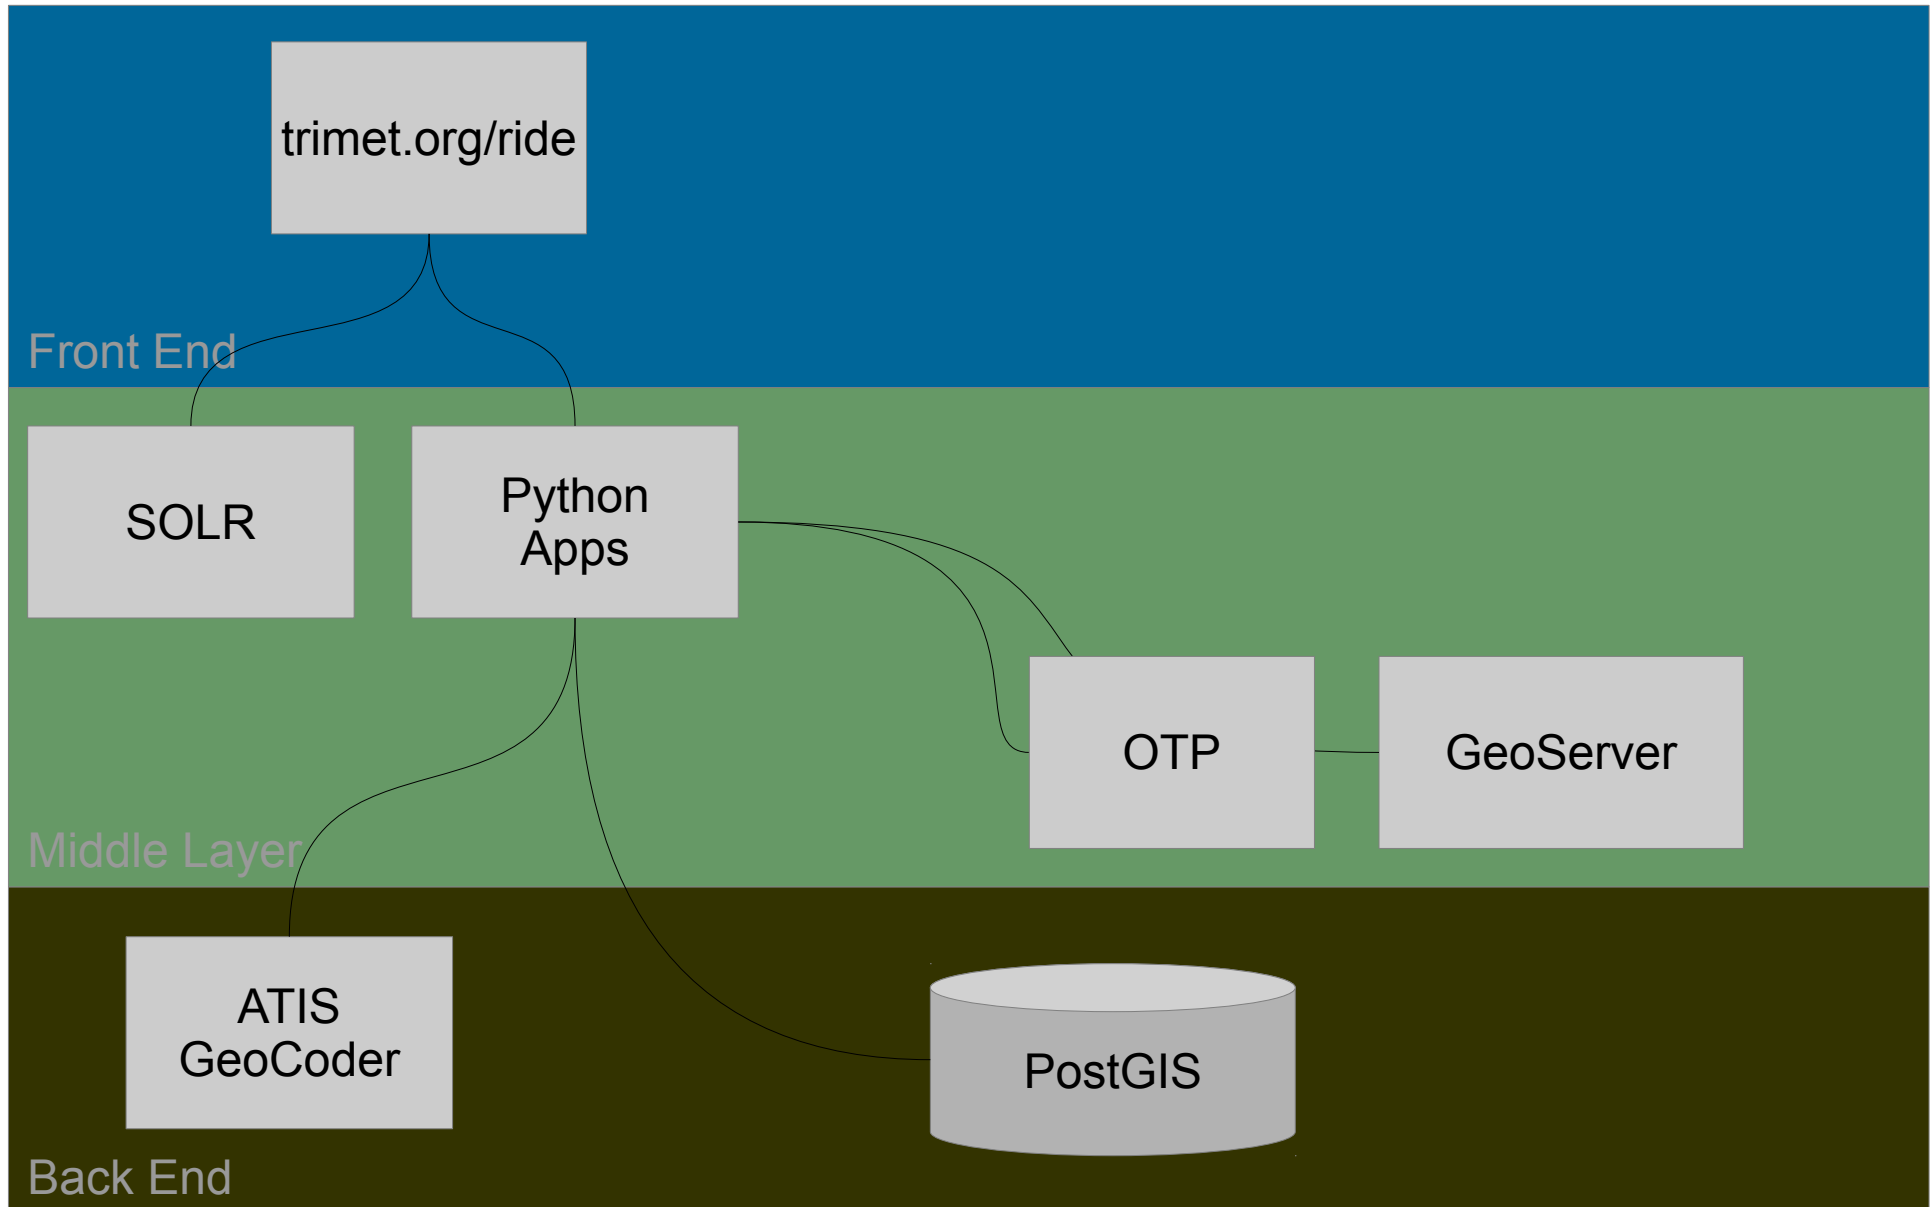 trimet.org/ride
Front End
SOLR
Python
Apps
OTP
GeoServer
Middle Layer
ATIS
GeoCoder
PostGIS
Back End